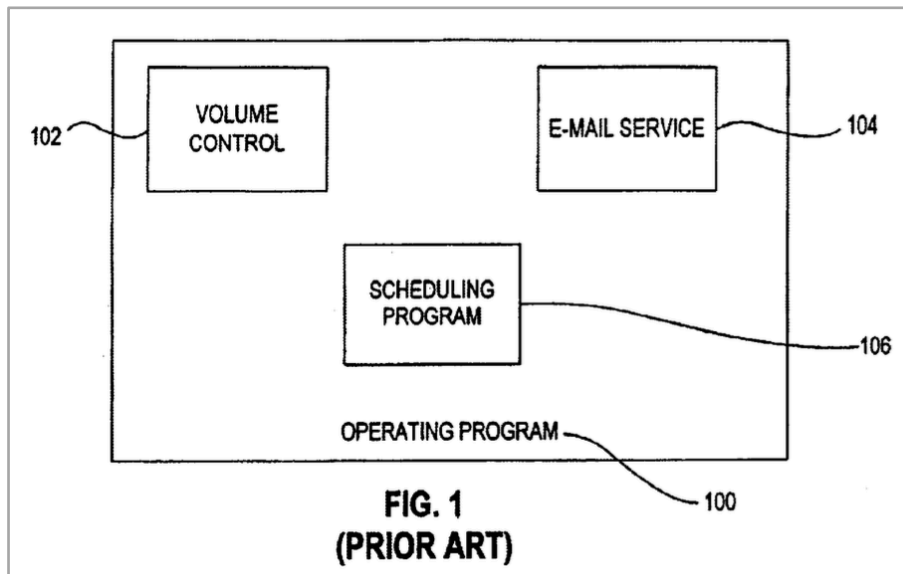 VOLUME
CONTROL
102
E-MAIL SERVICE
104
SCHEDULING
PROGRAM
106
OPERATING PROGRAM
100
FIG. 1
(PRIOR ART)